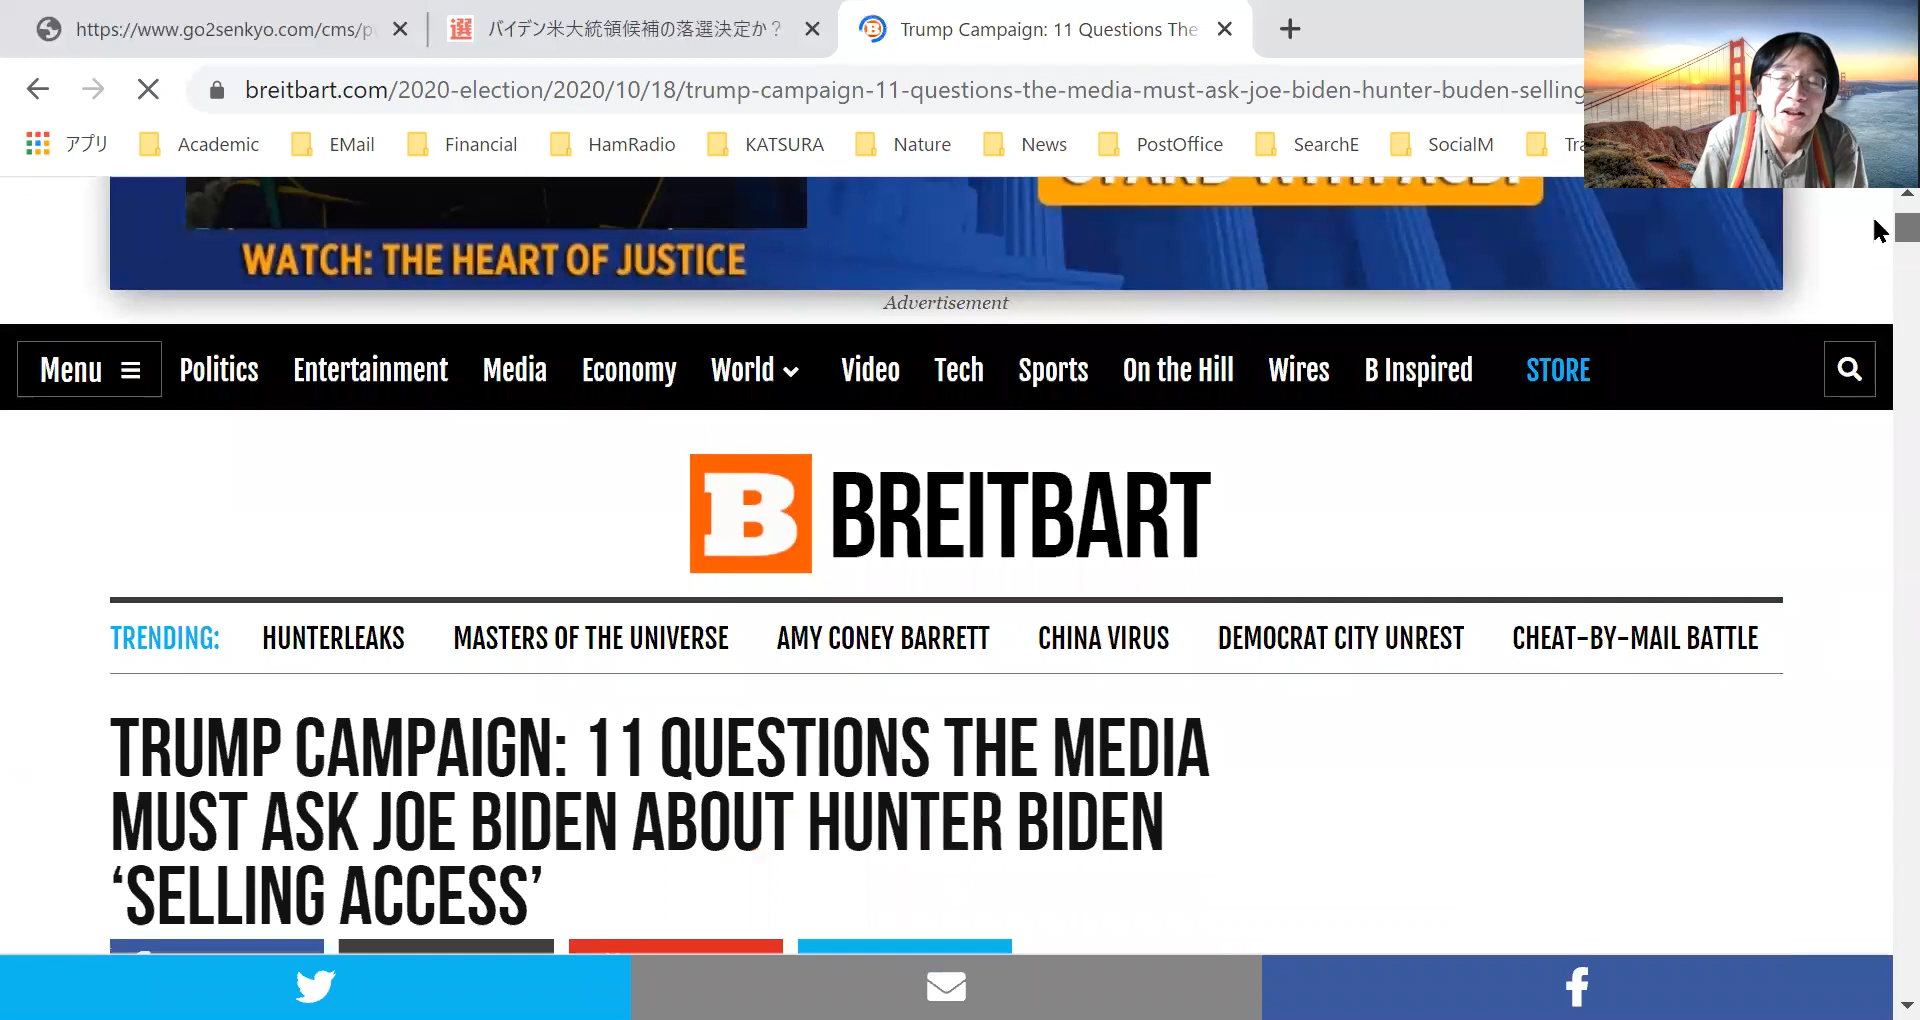 https://www.go2senkyo.com/cms/p
バイデン米大統領候補の落選決定か？
Trump Campaign: 11 Questions The
breitbart.com/2020-election/2020/10/18/trump-campaign-11-questions-the-media-must-ask-joe-biden-hunter-buden-selling
アプリ Academic EMail Financial HamRadio KATSURA Nature News PostOffice SearchE SocialM Tra
WATCH: THE HEART OF JUSTICE
Advertisement
Menu Politics Entertainment Media Economy World Video Tech Sports On the Hill Wires B Inspired STORE
B BREITBART
TRENDING: HUNTERLEAKS MASTERS OF THE UNIVERSE AMY CONEY BARRETT CHINA VIRUS DEMOCRAT CITY UNREST CHEAT-BY-MAIL BATTLE
TRUMP CAMPAIGN: 11 QUESTIONS THE MEDIA
MUST ASK JOE BIDEN ABOUT HUNTER BIDEN
‘SELLING ACCESS’